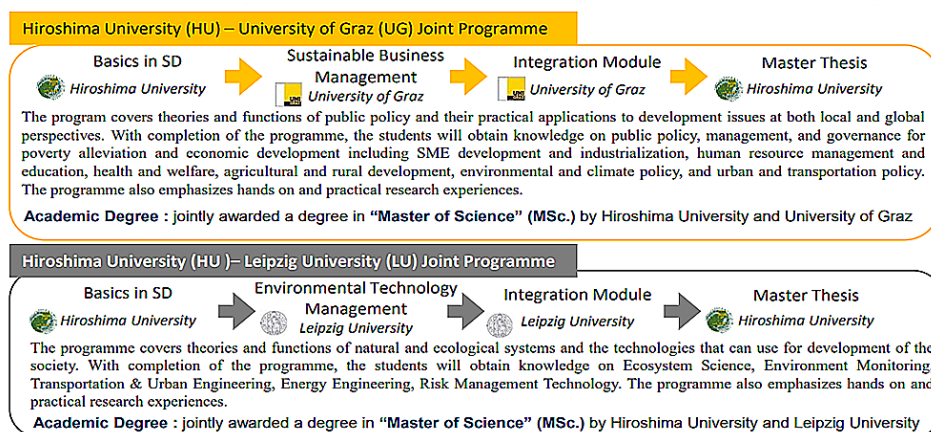 Hiroshima University (HU) – University of Graz (UG) Joint Programme
Basics in SD
Hiroshima University
Sustainable Business
Management
University of Graz
Integration Module
University of Graz
Master Thesis
Hiroshima University
The program covers theories and functions of public policy and their practical applications to development issues at both local and global
perspectives. With completion of the programme, the students will obtain knowledge on public policy, management, and governance for
poverty alleviation and economic development including SME development and industrialization, human resource management and
education, health and welfare, agricultural and rural development, environmental and climate policy, and urban and transportation policy.
The programme also emphasizes hands on and practical research experiences.
Academic Degree : jointly awarded a degree in “Master of Science” (MSc.) by Hiroshima University and University of Graz
Hiroshima University (HU )– Leipzig University (LU) Joint Programme
Basics in SD
Hiroshima University
Environmental Technology
Management
Leipzig University
Integration Module
Leipzig University
Master Thesis
Hiroshima University
The programme covers theories and functions of natural and ecological systems and the technologies that can use for development of the
society. With completion of the programme, the students will obtain knowledge on Ecosystem Science, Environment Monitoring,
Transportation & Urban Engineering, Energy Engineering, Risk Management Technology. The programme also emphasizes hands on and
practical research experiences.
Academic Degree : jointly awarded a degree in “Master of Science” (MSc.) by Hiroshima University and Leipzig University